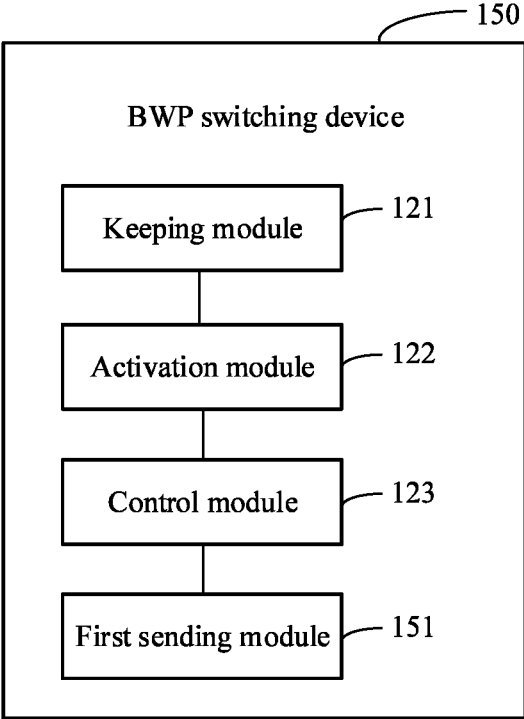 150
BWP switching device
Keeping module
121
Activation module
122
Control module
123
First sending module
151